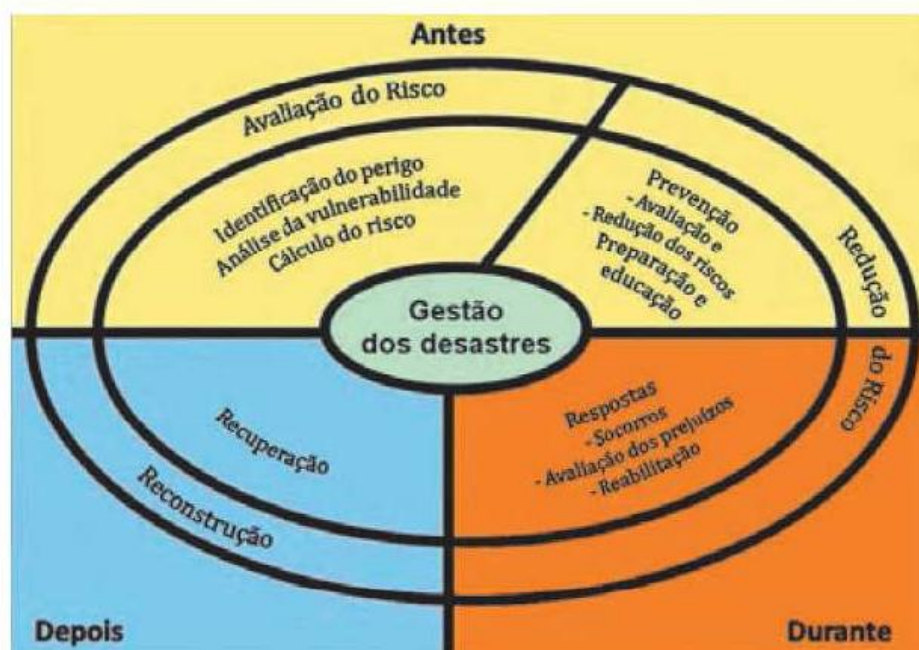 Antes
Avaliação do Risco
Identificação do perigo
Análise da vulnerabilidade
Cálculo do risco
Prevenção
- Avaliação e
- Redução dos riscos
Preparação e
educação
Redução
do Risco
Gestão
dos desastres
Respostas
- Socorros
- Avaliação dos prejuízos
- Reabilitação
Recuperação
Reconstrução
Depois
Durante